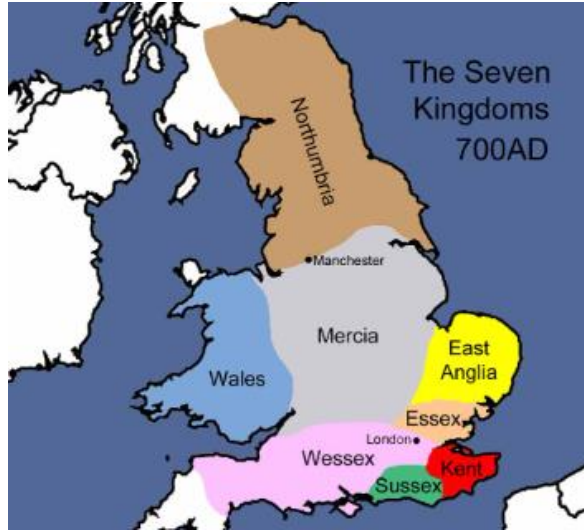 The Seven
Kingdoms
700AD
Northumbria
Manchester
Mercia
Wales
East
Anglia
Essex
London
Wessex
Kent
Sussex